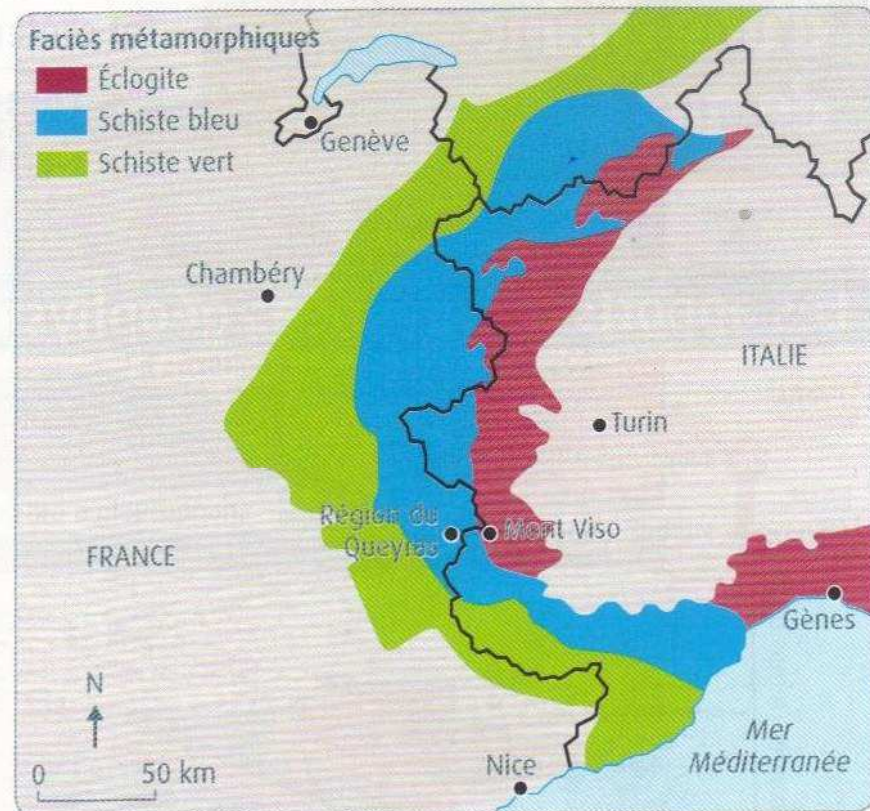 Faciès métamorphiques
Éclogite
Schiste bleu
Schiste vert
Genève
Chambéry
ITALIE
Turin
Région du
Queyras
Mont Viso
FRANCE
Gènes
N
0 50 km
Nice
Mer
Méditerranée